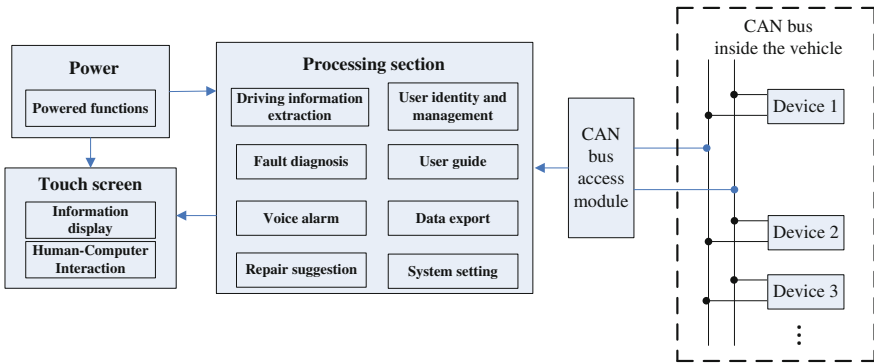 Power
Powered functions
Touch screen
Information
display
Human-Computer
Interaction
Processing section
Driving information
extraction
User identity and
management
Fault diagnosis
User guide
Voice alarm
Data export
Repair suggestion
System setting
CAN
bus
access
module
CAN bus
inside the vehicle
Device 1
Device 2
Device 3